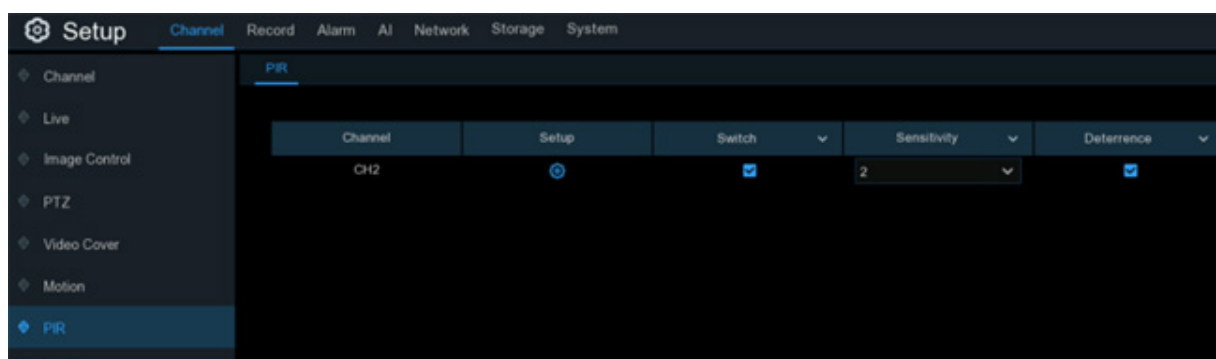 Setup Channel Record Alarm AI Network Storage System
Channel
PIR
Live
Channel Setup Switch Sensitivity Deterrence
Image Control
CH2 2
PTZ
Video Cover
Motion
PIR